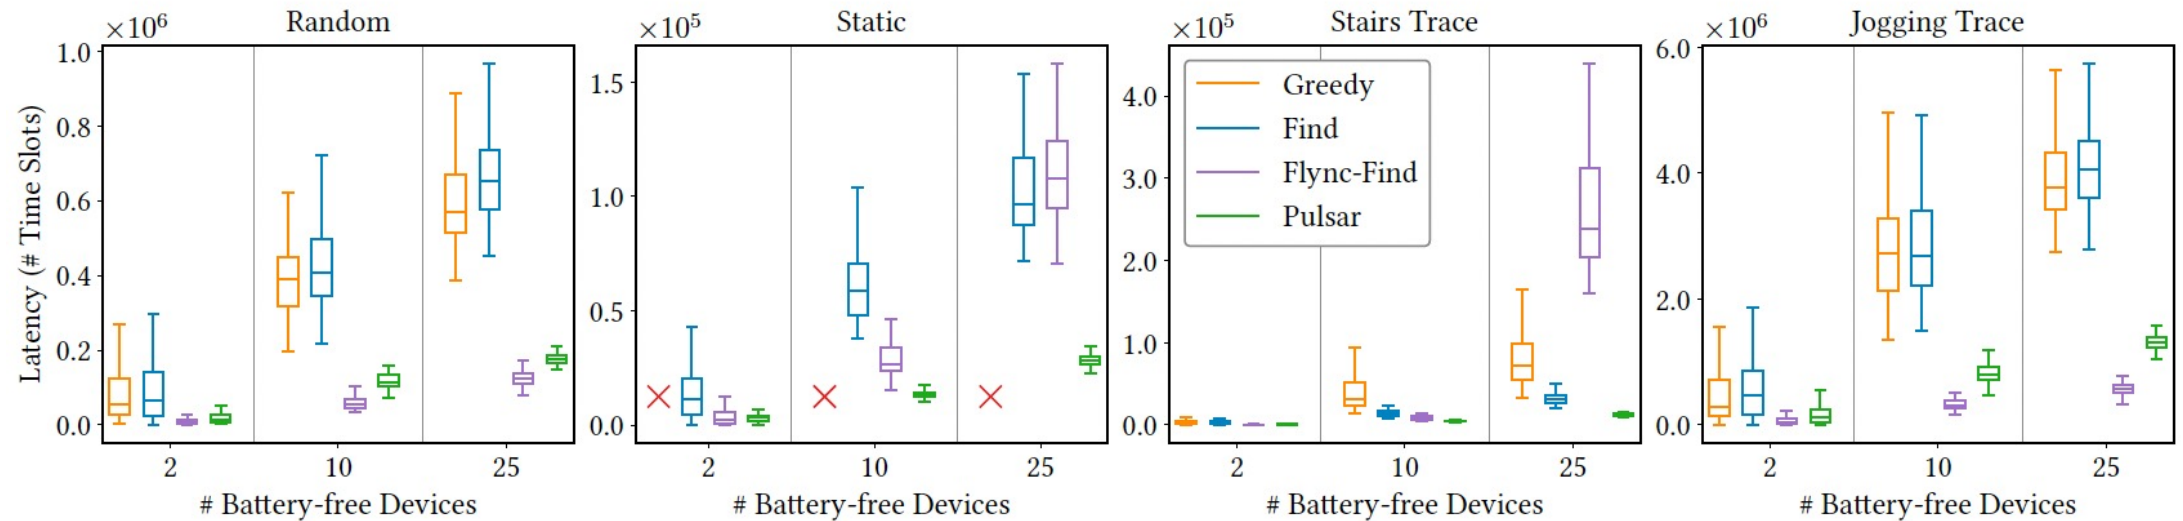 ×10⁶ Random
Latency (# Time Slots)
1.0
0.8
0.6
0.4
0.2
0.0
2 10 25
# Battery-free Devices
×10⁵ Static
1.5
1.0
0.5
0.0
2 10 25
# Battery-free Devices
×10⁵ Stairs Trace
4.0
3.0
2.0
1.0
0.0
Greedy
Find
Flync-Find
Pulsar
2 10 25
# Battery-free Devices
×10⁶ Jogging Trace
6.0
4.0
2.0
0.0
2 10 25
# Battery-free Devices